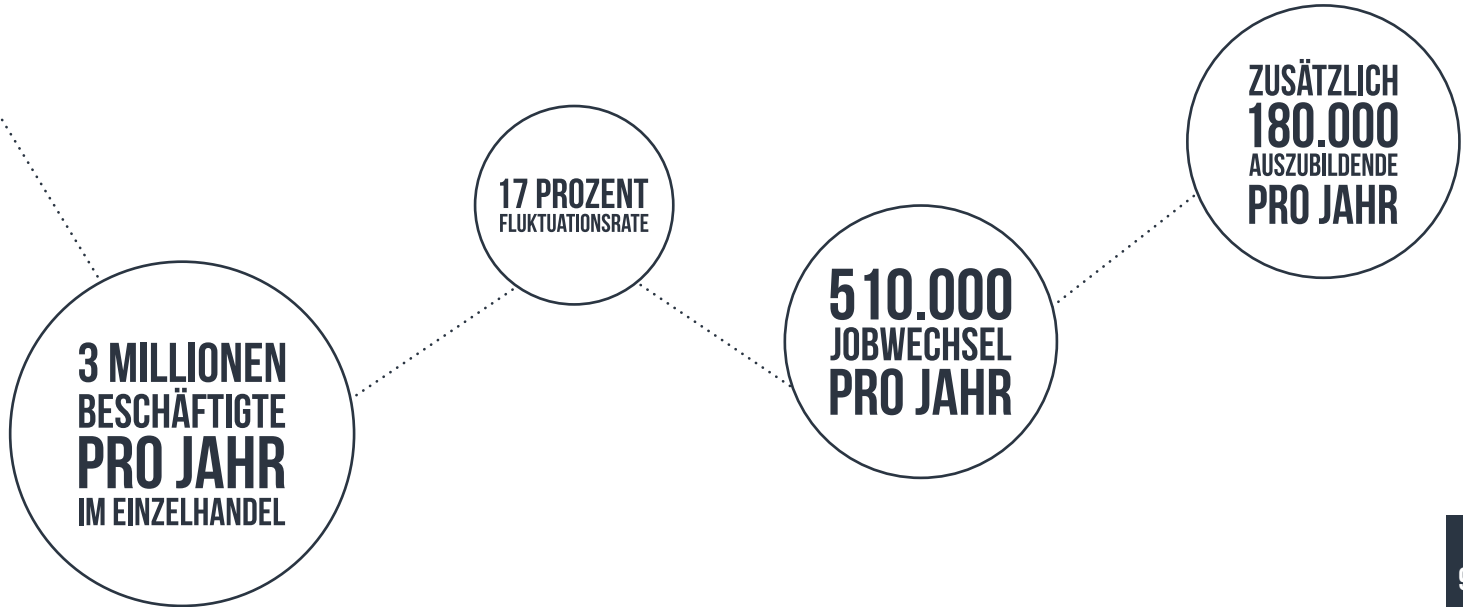 3 MILLIONEN
BESCHÄFTIGTE
PRO JAHR
IM EINZELHANDEL
17 PROZENT
FLUKTUATIONSRATE
510.000
JOBWECHSEL
PRO JAHR
ZUSÄTZLICH
180.000
AUSZUBILDENDE
PRO JAHR